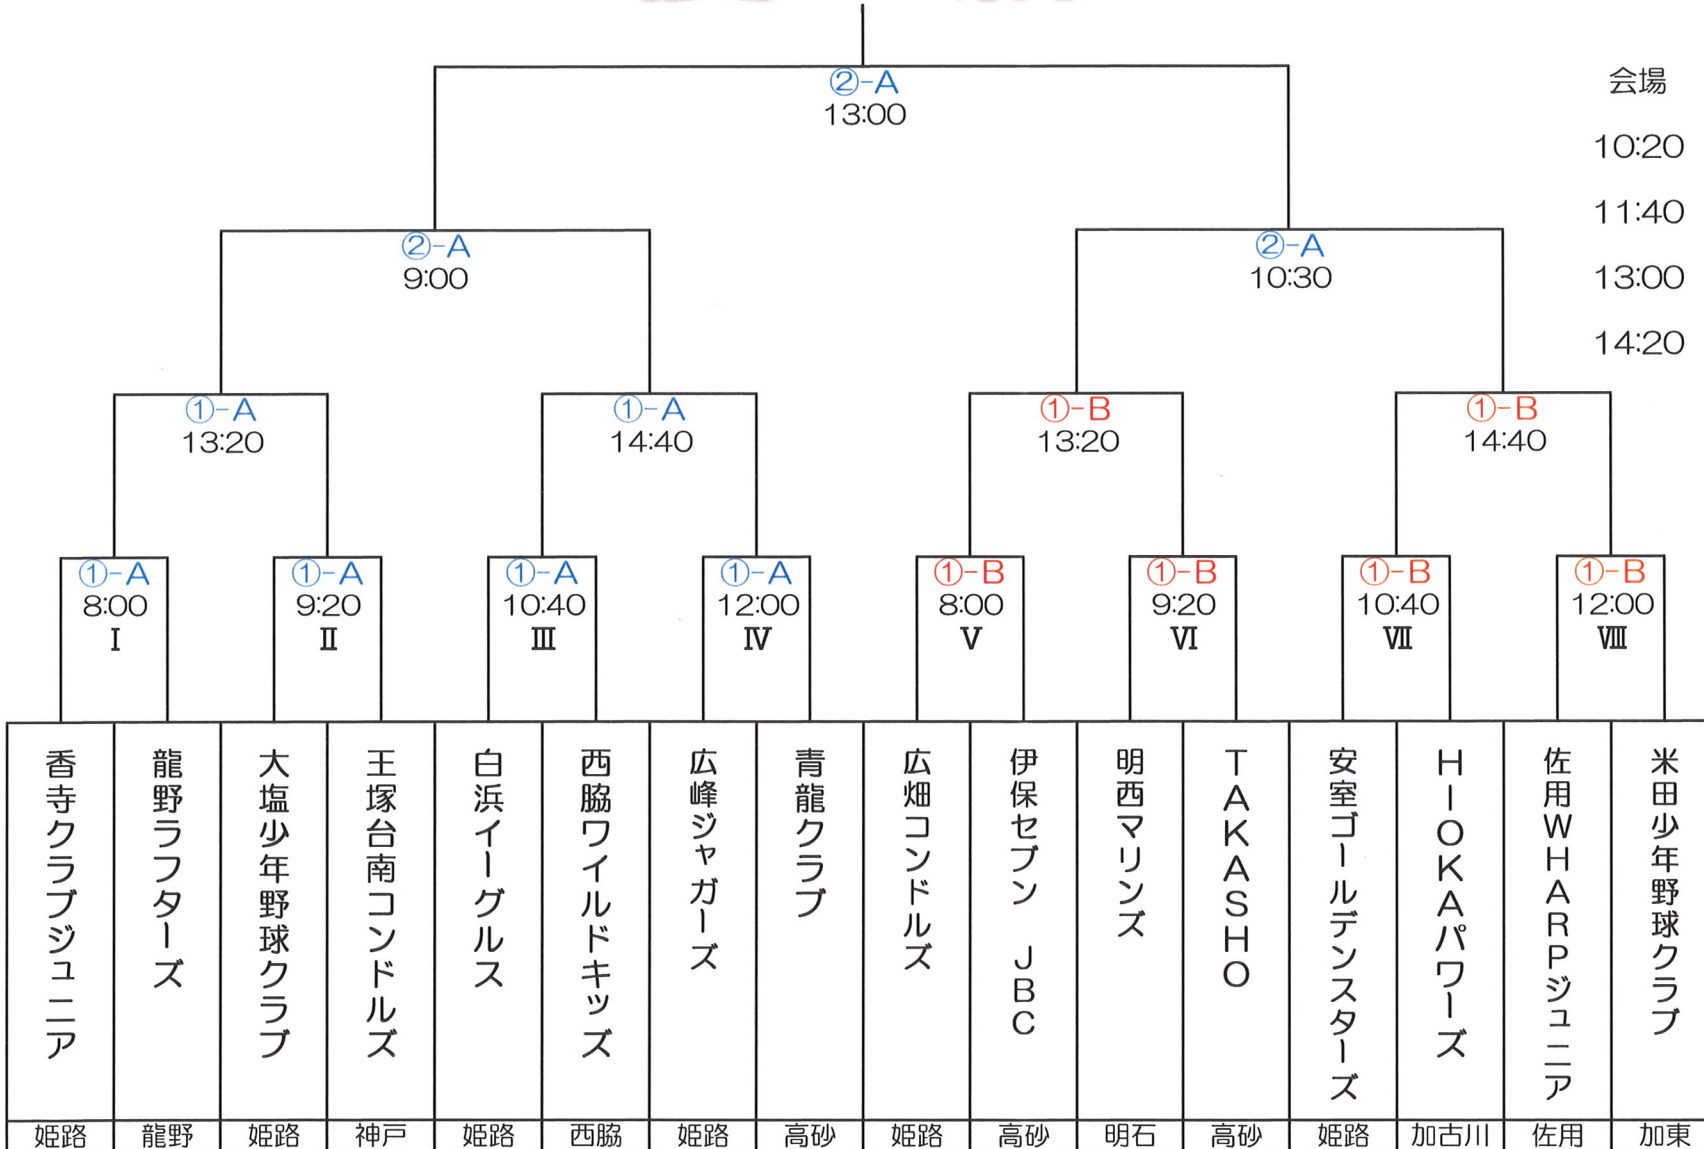 ②-A
13:00
会場
10:20
11:40
13:00
14:20
②-A
9:00
②-A
10:30
①-A
13:20
①-A
14:40
①-B
13:20
①-B
14:40
①-A
8:00
Ⅰ
①-A
9:20
Ⅱ
①-A
10:40
Ⅲ
①-A
12:00
Ⅳ
①-B
8:00
Ⅴ
①-B
9:20
Ⅵ
①-B
10:40
Ⅶ
①-B
12:00
Ⅷ
香寺クラブジュニア
龍野ラフターズ
大塩少年野球クラブ
王塚台南コンドルズ
白浜イーグルス
西脇ワイルドキッズ
広峰ジャガーズ
青龍クラブ
広畑コンドルズ
伊保セブン JBC
明西マリンズ
TAKASHO
安室ゴールデンスターズ
HIOKAパワーズ
佐用WHARPジュニア
米田少年野球クラブ
姫路
龍野
姫路
神戸
姫路
西脇
姫路
高砂
姫路
高砂
明石
高砂
姫路
加古川
佐用
加東